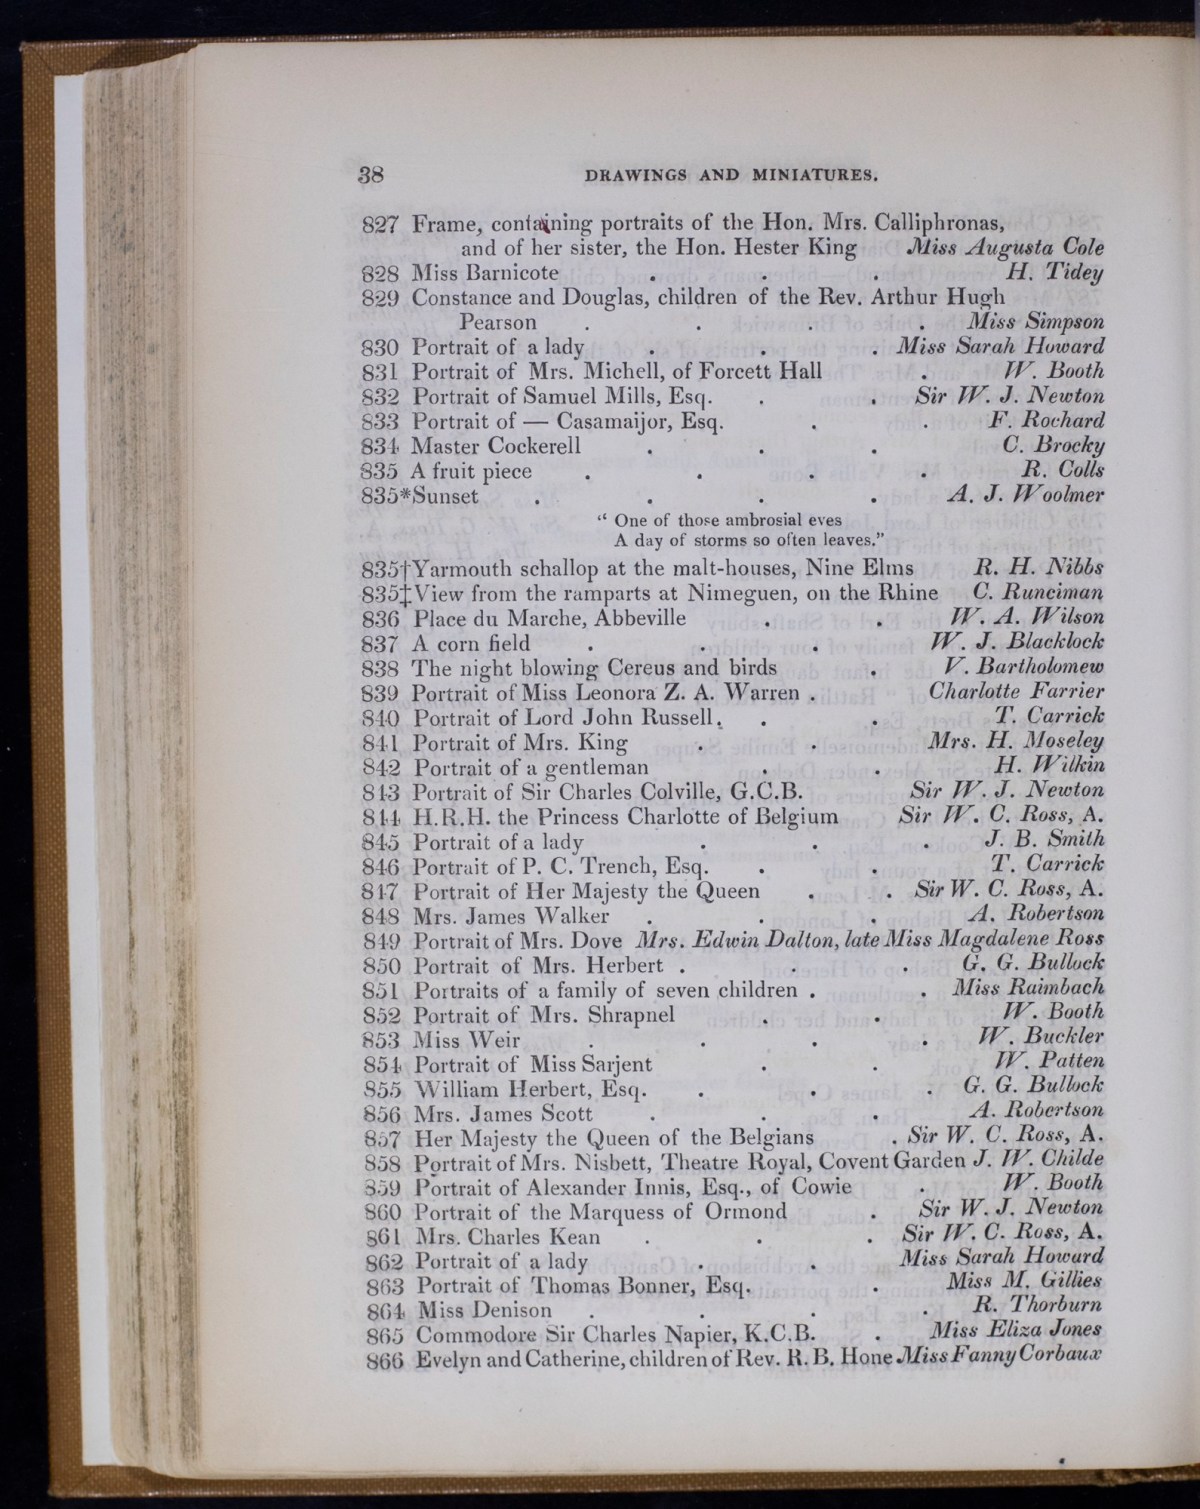 38 DRAWINGS AND MINIATURES.
827 Frame, containing portraits of the Hon. Mrs. Calliphronas,
and of her sister, the Hon. Hester King Miss Augusta Cole
828 Miss Barnicote . . . H. Tidey
829 Constance and Douglas, children of the Rev. Arthur Hugh
Pearson . . . . Miss Simpson
830 Portrait of a lady . . . Miss Sarah Howard
831 Portrait of Mrs. Michell, of Forcett Hall . W. Booth
832 Portrait of Samuel Mills, Esq. . . Sir W. J. Newton
833 Portrait of — Casamaijor, Esq. . . F. Rochard
834 Master Cockerell . . . C. Brocky
835 A fruit piece . . . . R. Colls
835*Sunset . . . . A. J. Woolmer
“ One of those ambrosial eves
A day of storms so often leaves.”
835†Yarmouth schallop at the malt-houses, Nine Elms R. H. Nibbs
835‡View from the ramparts at Nimeguen, on the Rhine C. Runciman
836 Place du Marche, Abbeville . . W. A. Wilson
837 A corn field . . . W. J. Blacklock
838 The night blowing Cereus and birds . V. Bartholomew
839 Portrait of Miss Leonora Z. A. Warren . Charlotte Farrier
840 Portrait of Lord John Russell. . . T. Carrick
841 Portrait of Mrs. King . . Mrs. H. Moseley
842 Portrait of a gentleman . . H. Wilkin
843 Portrait of Sir Charles Colville, G.C.B. Sir W. J. Newton
844 H.R.H. the Princess Charlotte of Belgium Sir W. C. Ross, A.
845 Portrait of a lady . . . J. B. Smith
846 Portrait of P. C. Trench, Esq. . . T. Carrick
847 Portrait of Her Majesty the Queen . . Sir W. C. Ross, A.
848 Mrs. James Walker . . . A. Robertson
849 Portrait of Mrs. Dove Mrs. Edwin Dalton, late Miss Magdalene Ross
850 Portrait of Mrs. Herbert . . . G. G. Bullock
851 Portraits of a family of seven children . . Miss Raimbach
852 Portrait of Mrs. Shrapnel . . W. Booth
853 Miss Weir . . . . W. Buckler
854 Portrait of Miss Sarjent . . W. Patten
855 William Herbert, Esq. . . . G. G. Bullock
856 Mrs. James Scott . . . A. Robertson
857 Her Majesty the Queen of the Belgians . Sir W. C. Ross, A.
858 Portrait of Mrs. Nisbett, Theatre Royal, Covent Garden J. W. Childe
859 Portrait of Alexander Innis, Esq., of Cowie . W. Booth
860 Portrait of the Marquess of Ormond . Sir W. J. Newton
861 Mrs. Charles Kean . . . Sir W. C. Ross, A.
862 Portrait of a lady . . Miss Sarah Howard
863 Portrait of Thomas Bonner, Esq. . Miss M. Gillies
864 Miss Denison . . . . R. Thorburn
865 Commodore Sir Charles Napier, K.C.B. . Miss Eliza Jones
866 Evelyn and Catherine, children of Rev. R. B. Hone Miss Fanny Corbaux